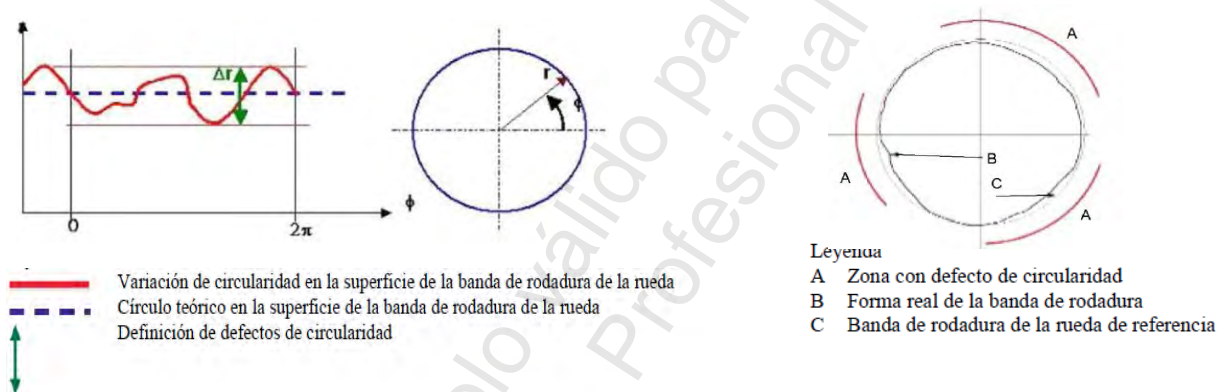 Δr
r
ϕ
ϕ
0
2π
Variación de circularidad en la superficie de la banda de rodadura de la rueda
Círculo teórico en la superficie de la banda de rodadura de la rueda
Definición de defectos de circularidad
A
A
B
C
A
Leyenda
A Zona con defecto de circularidad
B Forma real de la banda de rodadura
C Banda de rodadura de la rueda de referencia
válido
Profesional